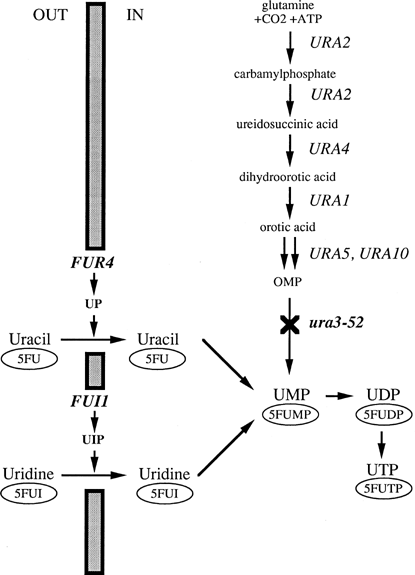 OUT IN
glutamine
+CO2 +ATP
URA2
carbamylphosphate
URA2
ureidosuccinic acid
URA4
dihydroorotic acid
URA1
orotic acid
URA5, URA10
OMP
ura3-52
FUR4
UP
Uracil
5FU
Uracil
5FU
FUI1
UIP
Uridine
5FUI
Uridine
5FUI
UMP
5FUMP
UDP
5FUDP
UTP
5FUTP